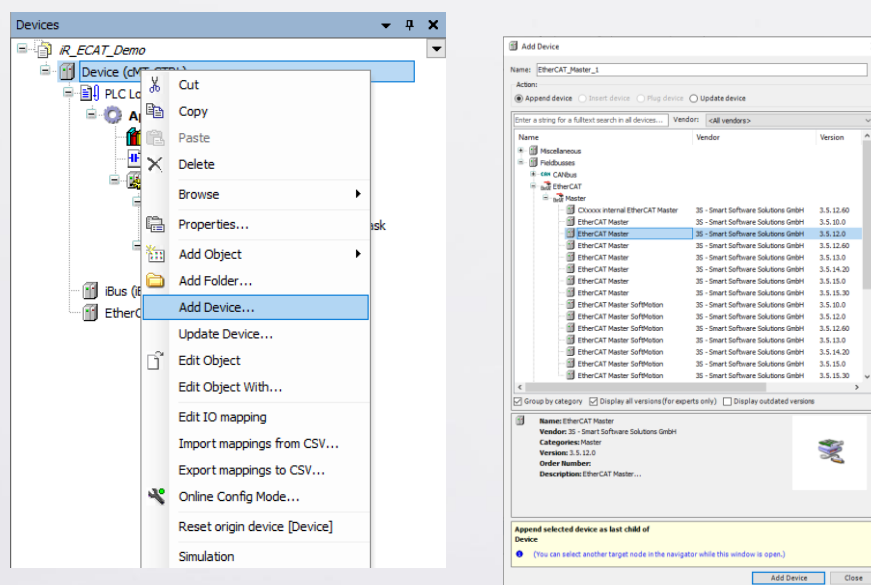 Devices
iR_ECAT_Demo
Device (cMT
PLC Lo
Cut
Copy
Paste
Delete
Browse
Properties...
ask
Add Object
Add Folder...
iBus (iB
Add Device...
EtherC
Update Device...
Edit Object
Edit Object With...
Edit IO mapping
Import mappings from CSV...
Export mappings to CSV...
Online Config Mode...
Reset origin device [Device]
Simulation
Add Device
Name: EtherCAT_Master_1
Action:
Append device Insert device Plug device Update device
Enter a string for a fulltext search in all devices... Vendor: <All vendors>
Name Vendor Version
Miscellaneous
Fieldbusses
CANbus
EtherCAT
Master
CXxxxx internal EtherCAT Master 3S - Smart Software Solutions GmbH 3.5.12.60
EtherCAT Master 3S - Smart Software Solutions GmbH 3.5.10.0
EtherCAT Master 3S - Smart Software Solutions GmbH 3.5.12.0
EtherCAT Master 3S - Smart Software Solutions GmbH 3.5.12.60
EtherCAT Master 3S - Smart Software Solutions GmbH 3.5.13.0
EtherCAT Master 3S - Smart Software Solutions GmbH 3.5.14.20
EtherCAT Master 3S - Smart Software Solutions GmbH 3.5.15.0
EtherCAT Master 3S - Smart Software Solutions GmbH 3.5.15.30
EtherCAT Master SoftMotion 3S - Smart Software Solutions GmbH 3.5.10.0
EtherCAT Master SoftMotion 3S - Smart Software Solutions GmbH 3.5.12.0
EtherCAT Master SoftMotion 3S - Smart Software Solutions GmbH 3.5.12.60
EtherCAT Master SoftMotion 3S - Smart Software Solutions GmbH 3.5.13.0
EtherCAT Master SoftMotion 3S - Smart Software Solutions GmbH 3.5.14.20
EtherCAT Master SoftMotion 3S - Smart Software Solutions GmbH 3.5.15.0
EtherCAT Master SoftMotion 3S - Smart Software Solutions GmbH 3.5.15.30
Group by category Display all versions (for experts only) Display outdated versions
Name: EtherCAT Master
Vendor: 3S - Smart Software Solutions GmbH
Categories: Master
Version: 3.5.12.0
Order Number:
Description: EtherCAT Master...
Append selected device as last child of
Device
(You can select another target node in the navigator while this window is open.)
Add Device Close